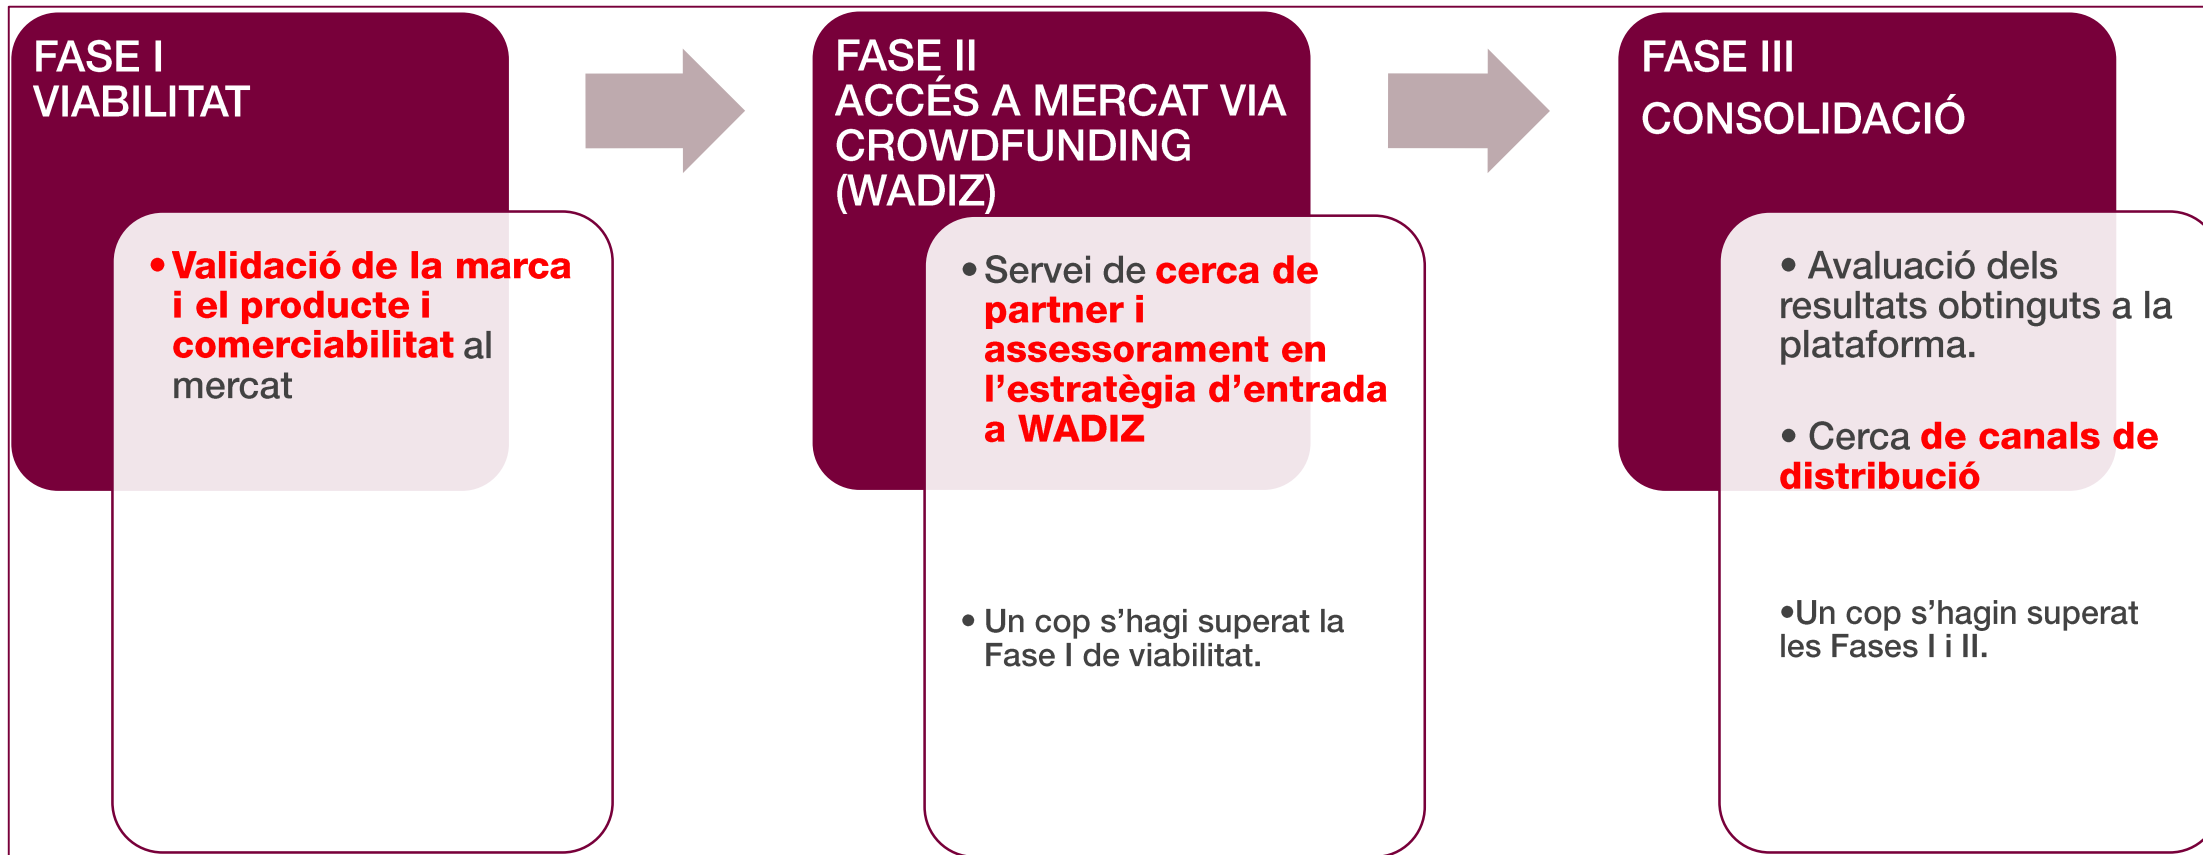 FASE I
VIABILITAT
• Validació de la marca
i el producte i
comerciabilitat al
mercat
FASE II
ACCÉS A MERCAT VIA
CROWDFUNDING
(WADIZ)
• Servei de cerca de
partner i
assessorament en
l’estratègia d’entrada
a WADIZ
• Un cop s’hagi superat la
Fase I de viabilitat.
FASE III
CONSOLIDACIÓ
• Avaluació dels
resultats obtinguts a la
plataforma.
• Cerca de canals de
distribució
•Un cop s’hagin superat
les Fases I i II.